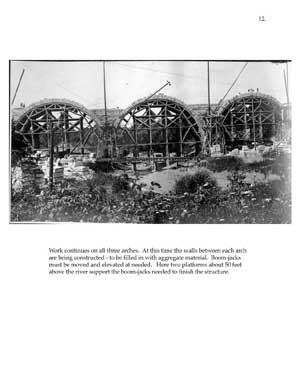 12.
Work continues on all three arches. At this time the walls between each arch
are being constructed - to be filled in with aggregate material. Boom-jacks
must be moved and elevated at needed. Here two platforms about 50 feet
above the river support the boom-jacks needed to finish the structure.